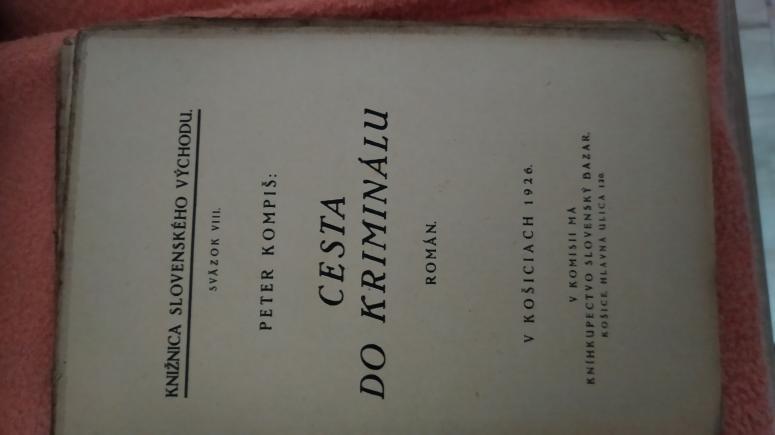 KNIŽNICA SLOVENSKÉHO VÝCHODU.
SVÄZOK VIII.
PETER KOMPIŠ:
CESTA
DO KRIMINÁLU
ROMÁN.
V KOŠICIACH 1926.
V KOMISII MÁ
KNÍHKUPECTVO SLOVENSKÝ BAZAR,
KOŠICE, HLAVNÁ ULICA 120.